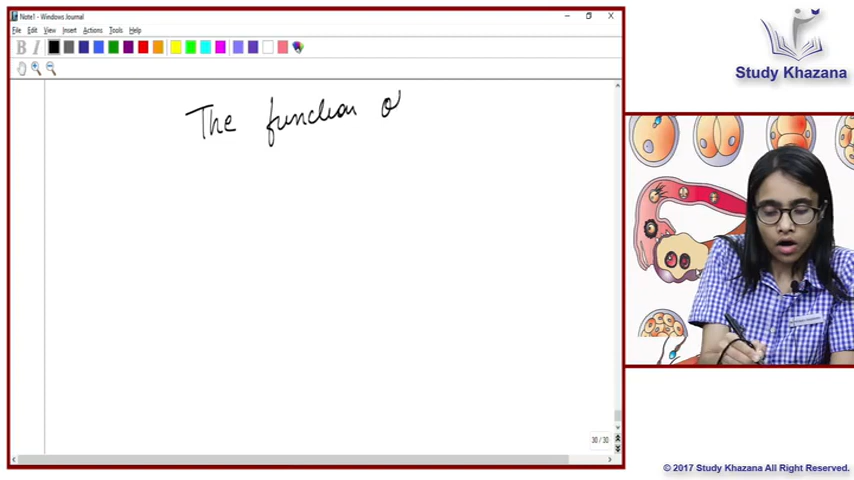 Note1 - Windows Journal
File Edit View Insert Actions Tools Help
B I
Study Khazana
The function o
30 / 30
© 2017 Study Khazana All Right Reserved.